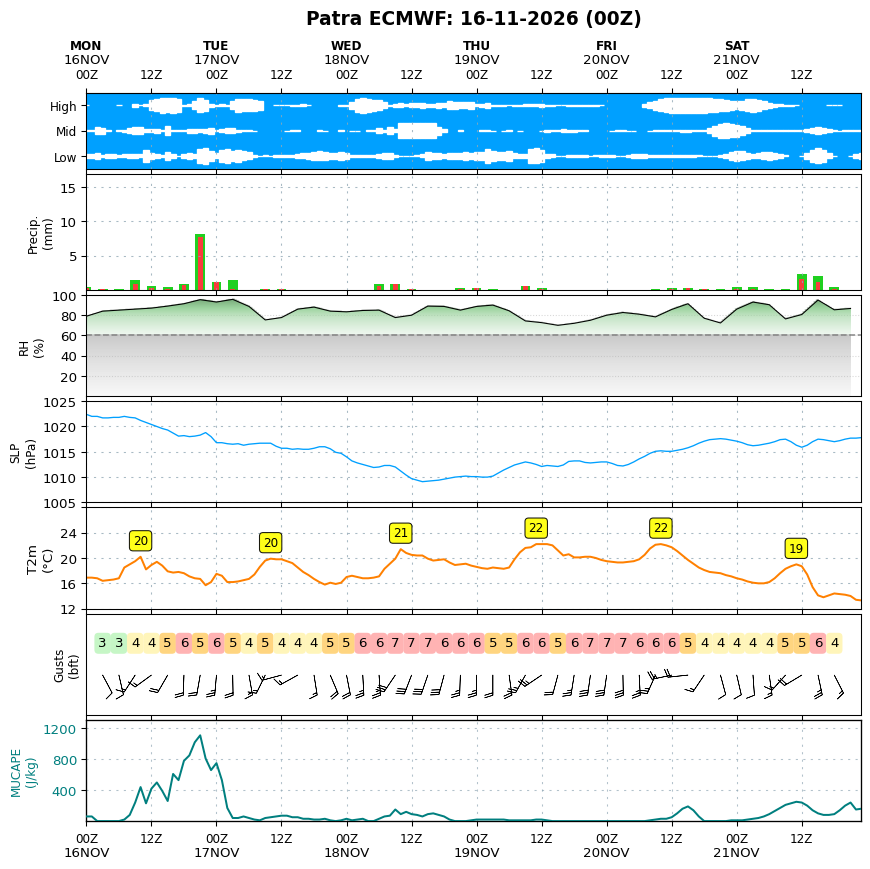 Patra ECMWF: 16-11-2026 (00Z)
MON TUE WED THU FRI SAT
16NOV 17NOV 18NOV 19NOV 20NOV 21NOV
00Z 12Z 00Z 12Z 00Z 12Z 00Z 12Z 00Z 12Z 00Z 12Z
High
Mid
Low
Precip.
(mm)
15
10
5
RH
(%)
100
80
60
40
20
SLP
(hPa)
1025
1020
1015
1010
1005
T2m
(°C)
24
20
16
12
20 20 21 22 22 19
Gusts
(bft)
3 3 4 4 5 6 5 6 5 4 5 4 4 4 5 5 6 6 7 7 7 6 6 6 5 5 6 6 5 6 7 7 7 6 6 6 5 4 4 4 4 4 5 5 6 4
MUCAPE
(J/kg)
1200
800
400
00Z 12Z 00Z 12Z 00Z 12Z 00Z 12Z 00Z 12Z 00Z 12Z
16NOV 17NOV 18NOV 19NOV 20NOV 21NOV